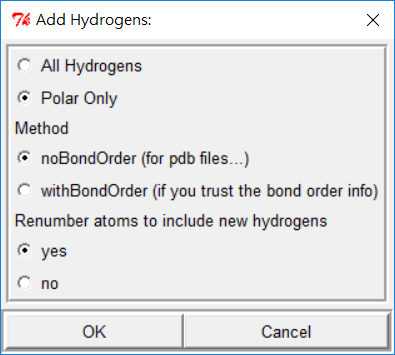 Add Hydrogens:
All Hydrogens
Polar Only
Method
noBondOrder (for pdb files...)
withBondOrder (if you trust the bond order info)
Renumber atoms to include new hydrogens
yes
no
OK Cancel